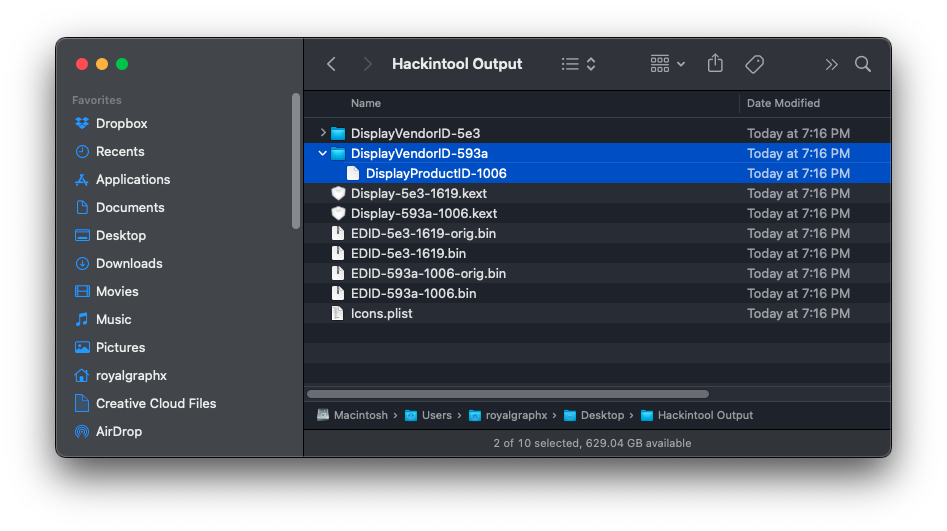 Hackintool Output
Favorites
Dropbox
Recents
Applications
Documents
Desktop
Downloads
Movies
Music
Pictures
royalgraphx
Creative Cloud Files
AirDrop
Name Date Modified
DisplayVendorID-5e3 Today at 7:16 PM
DisplayVendorID-593a Today at 7:16 PM
DisplayProductID-1006 Today at 7:16 PM
Display-5e3-1619.kext Today at 7:16 PM
Display-593a-1006.kext Today at 7:16 PM
EDID-5e3-1619-orig.bin Today at 7:16 PM
EDID-5e3-1619.bin Today at 7:16 PM
EDID-593a-1006-orig.bin Today at 7:16 PM
EDID-593a-1006.bin Today at 7:16 PM
Icons.plist Today at 7:16 PM
Macintosh › Users › royalgraphx › Desktop › Hackintool Output
2 of 10 selected, 629.04 GB available